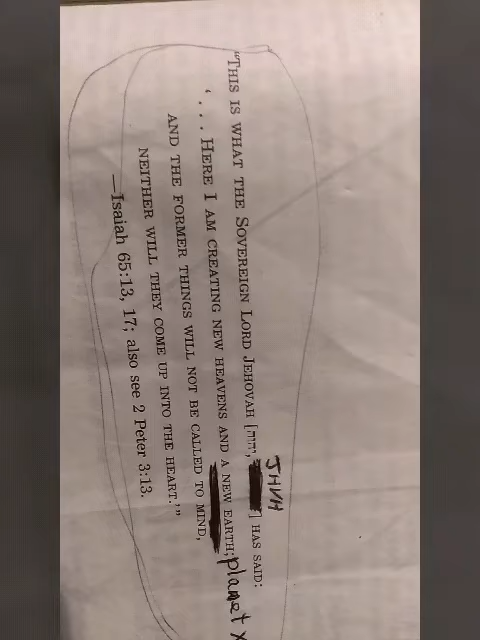 JHVH
"THIS IS WHAT THE SOVEREIGN LORD JEHOVAH [יהוה, ] HAS SAID:
'. . . HERE I AM CREATING NEW HEAVENS AND A NEW EARTH; planet X
AND THE FORMER THINGS WILL NOT BE CALLED TO MIND,
NEITHER WILL THEY COME UP INTO THE HEART.'"
—Isaiah 65:13, 17; also see 2 Peter 3:13.